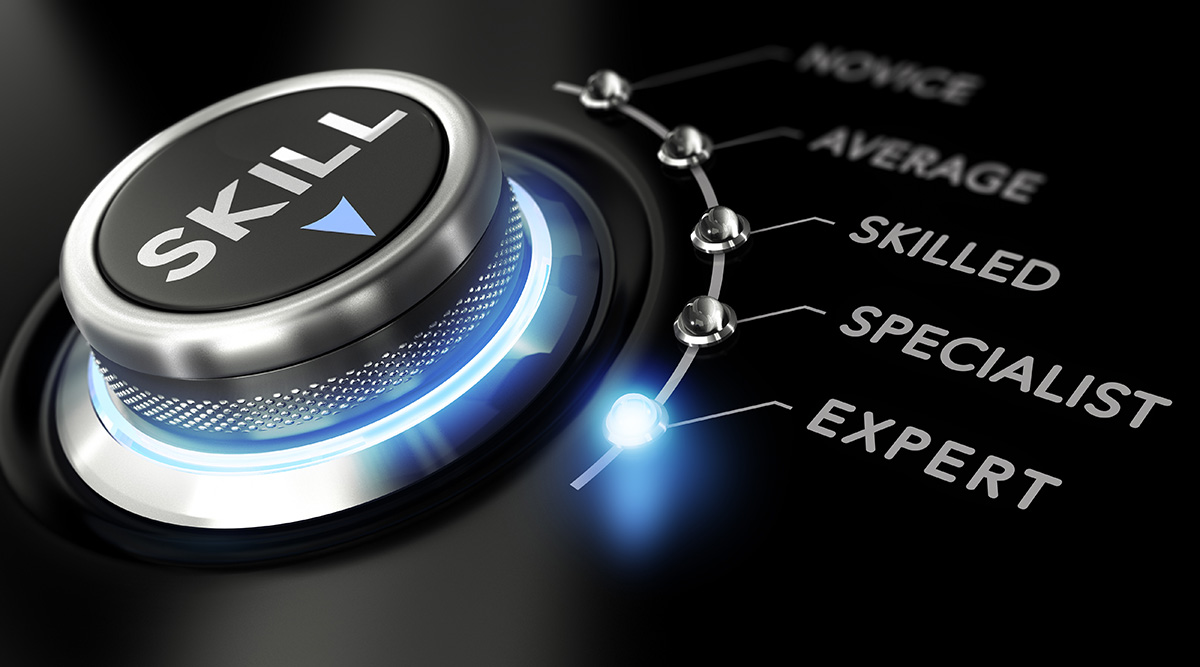 SKILL
NOVICE
AVERAGE
SKILLED
SPECIALIST
EXPERT